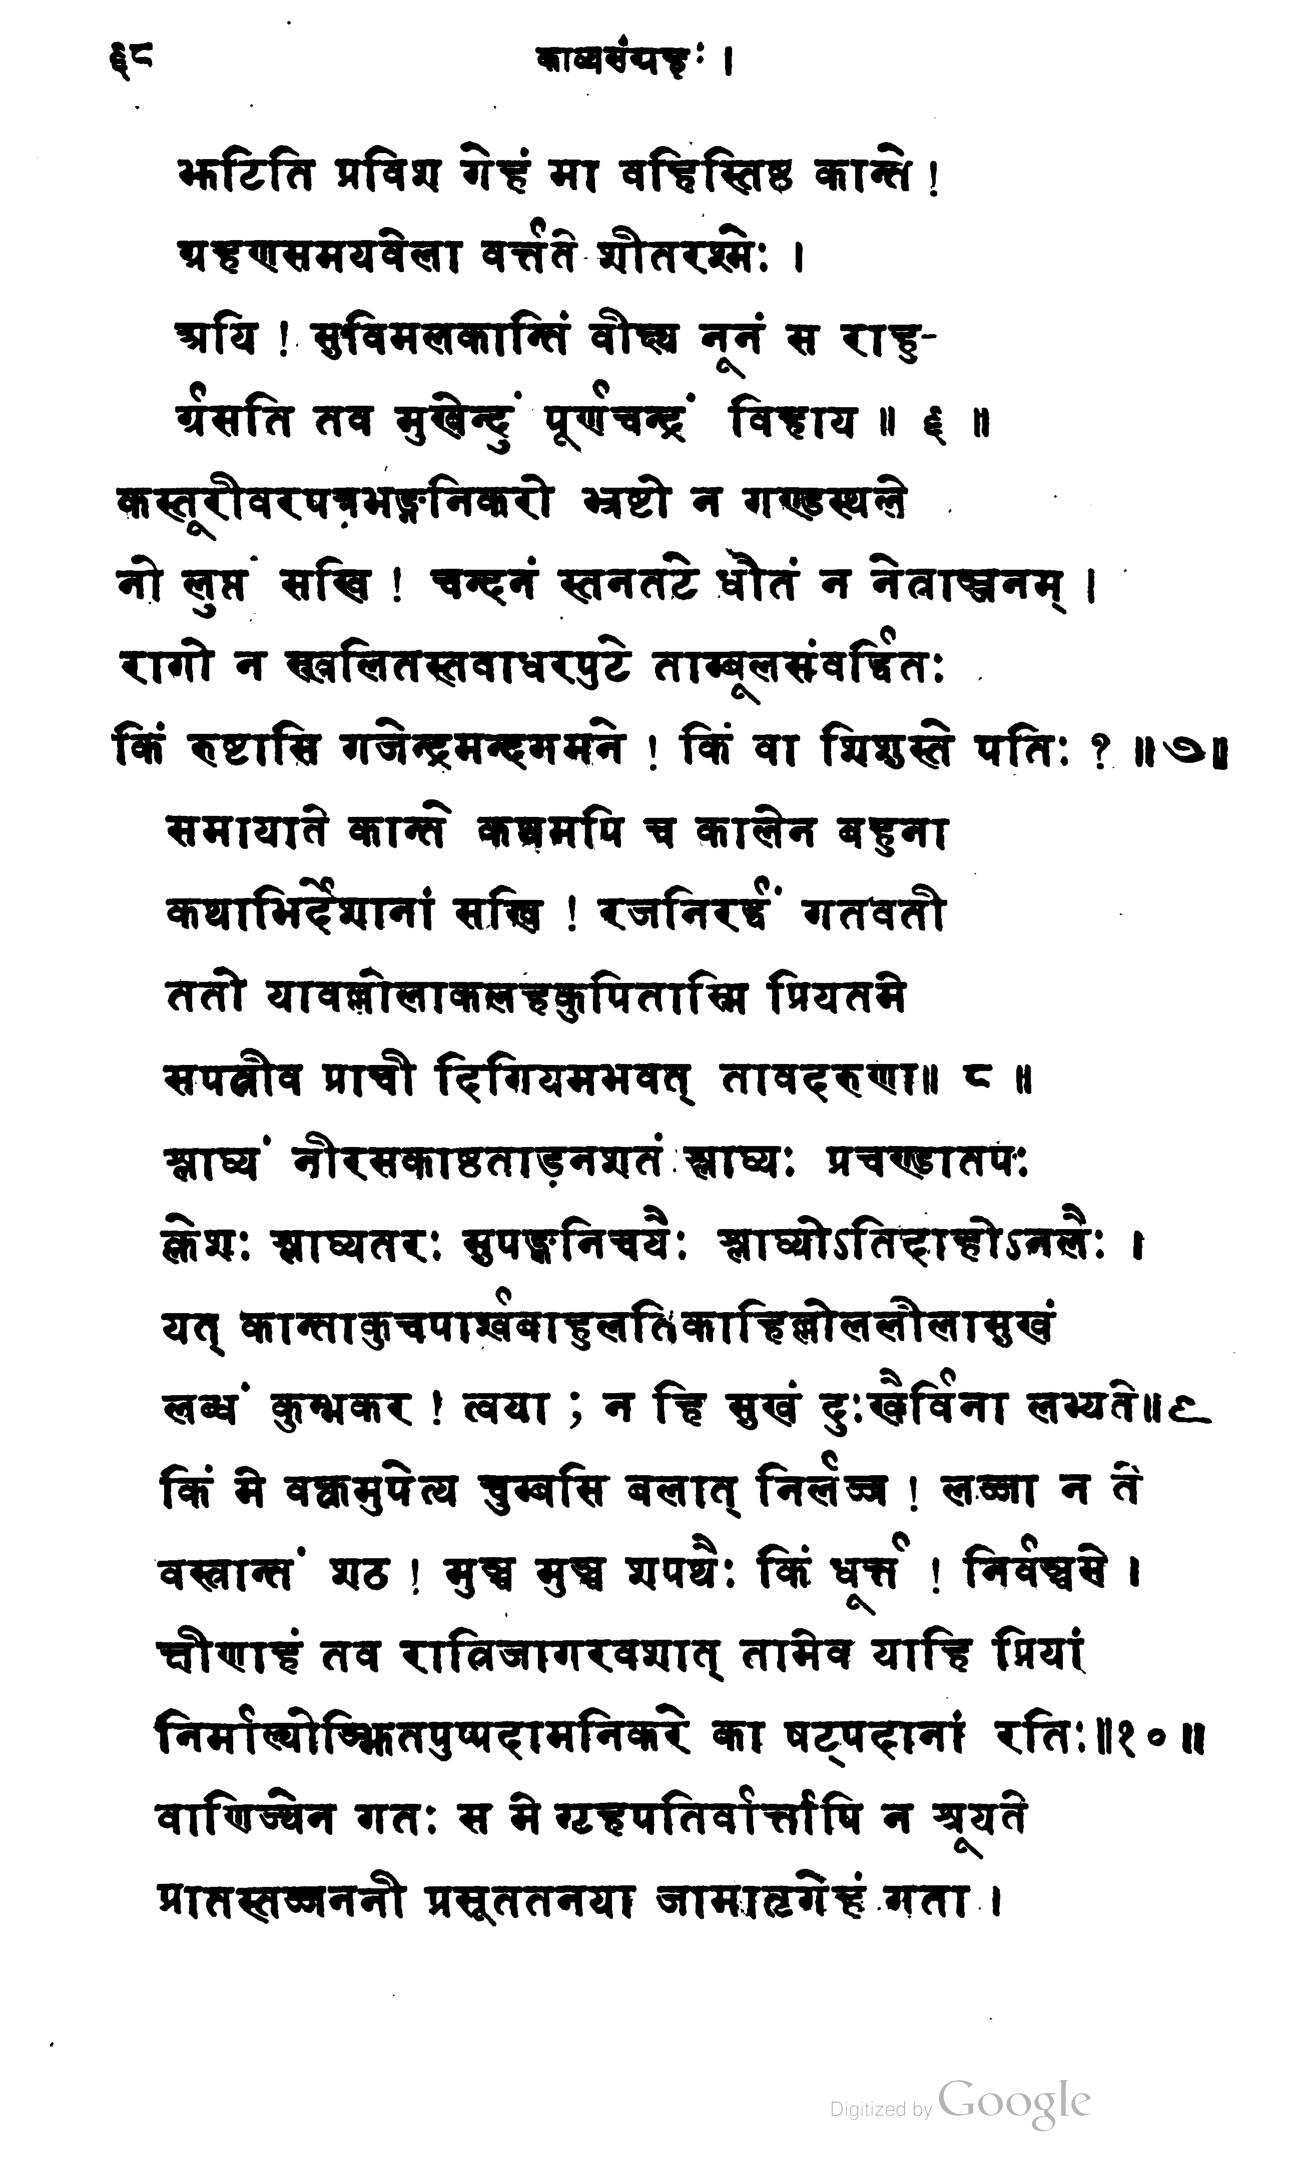 ६८
काव्यसंग्रहः ।
झटिति प्रविश गेहं मा वहिस्तिष्ठ कान्ते !
ग्रहणसमयवेला वर्त्तते शीतरश्मेः ।
अयि ! सुविमलकान्तिं वीक्ष्य नूनं स राहु-
र्ग्रसति तव मुखेन्दुं पूर्णचन्द्रं विहाय ॥ ६ ॥
कस्तूरीवरपत्रभङ्गनिकरो भ्रष्टो न गण्डस्थले
नो लुप्तं सखि ! चन्दनं स्तनतटे धौतं न नेत्राञ्जनम् ।
रागो न स्खलितस्तवाधरपुटे ताम्बूलसंवर्द्धितः
किं रुष्टासि गजेन्द्रमन्दगमने ! किं वा शिशुस्ते पतिः ? ॥ ७ ॥
समायाते कान्ते कथमपि च कालेन बहुना
कथाभिर्देशानां सखि ! रजनिरर्द्धं गतवती
ततो यावल्लीलाकलहकुपितास्मि प्रियतमे
सपत्नीव प्राची दिगियमभवत् तावदरुणा ॥ ८ ॥
श्लाघ्यं नीरसकाष्ठताड़नशतं श्लाघ्यः प्रचण्डातपः
क्लेशः श्लाघ्यतरः सुपङ्कनिचयैः श्लाघ्योऽतिदाहोऽनलैः ।
यत् कान्ताकुचपार्श्वबाहुलतिकाहिल्लोललीलासुखं
लब्धं कुम्भकर ! त्वया ; न हि सुखं दुःखैर्विना लभ्यते ॥ ९
किं मे वक्त्रमुपेत्य चुम्बसि बलात् निर्लज्ज ! लज्जा न ते
वस्त्रान्तं शठ ! मुञ्च मुञ्च शपथैः किं धूर्त्त ! निर्वञ्चसे ।
क्षीणाहं तव रात्रिजागरवशात् तामेव याहि प्रियां
निर्माल्योज्झितपुष्पदामनिकरे का षट्पदानां रतिः ॥ १० ॥
वाणिज्येन गतः स मे गृहपतिर्वार्त्तापि न श्रूयते
प्रातस्तज्जननी प्रसूततनया जामातृगेहं गता ।
Digitized by Google